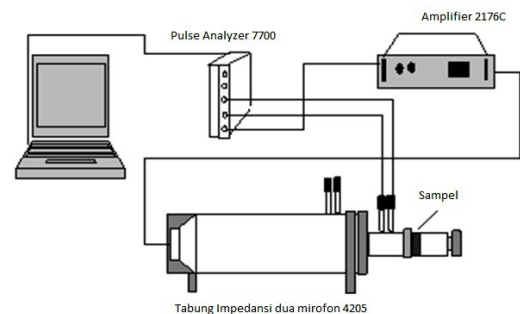 Amplifier 2176C
Pulse Analyzer 7700
Sampel
Tabung Impedansi dua mirofon 4205